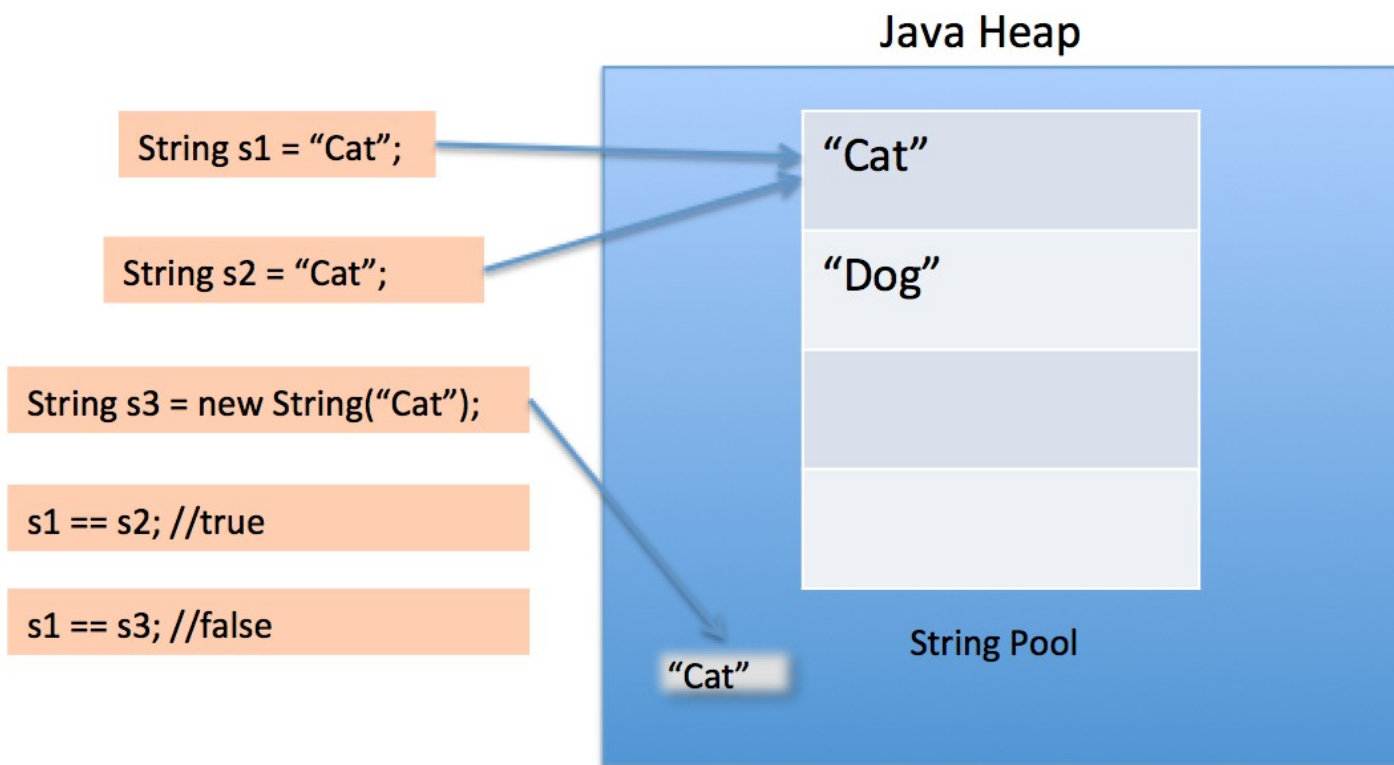 Java Heap
String s1 = “Cat”;
String s2 = “Cat”;
String s3 = new String(“Cat”);
s1 == s2; //true
s1 == s3; //false
“Cat”
“Dog”
String Pool
“Cat”